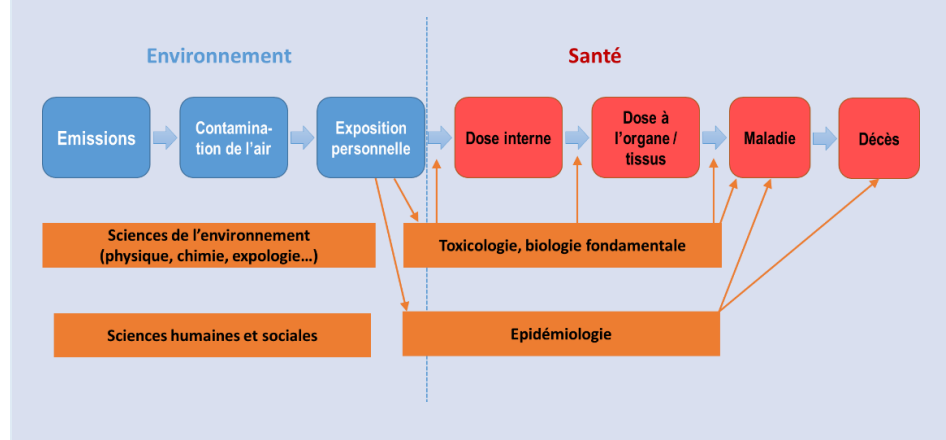 Environnement
Santé
Emissions
Contamina-
tion de l'air
Exposition
personnelle
Dose interne
Dose à
l'organe /
tissus
Maladie
Décès
Sciences de l'environnement
(physique, chimie, expologie…)
Toxicologie, biologie fondamentale
Sciences humaines et sociales
Epidémiologie